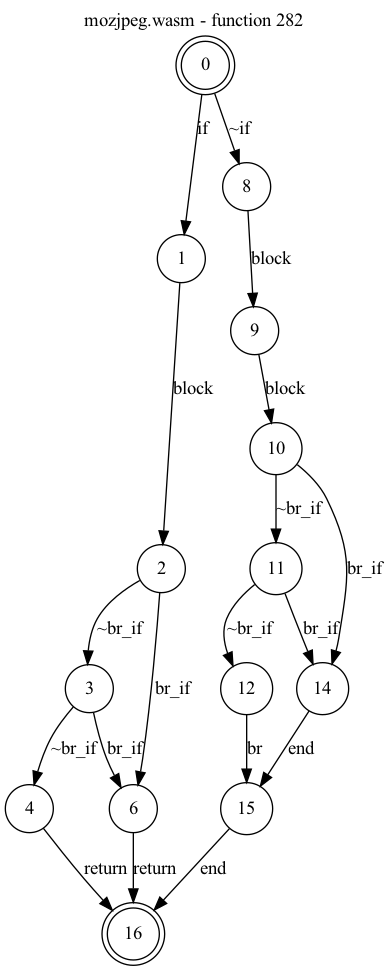 mozjpeg.wasm - function 282
0
if
~if
8
1
block
9
block
block
10
~br_if
2
11
br_if
~br_if
~br_if
br_if
3
br_if
12
14
~br_if
br_if
br
end
4
6
15
return
return
end
16